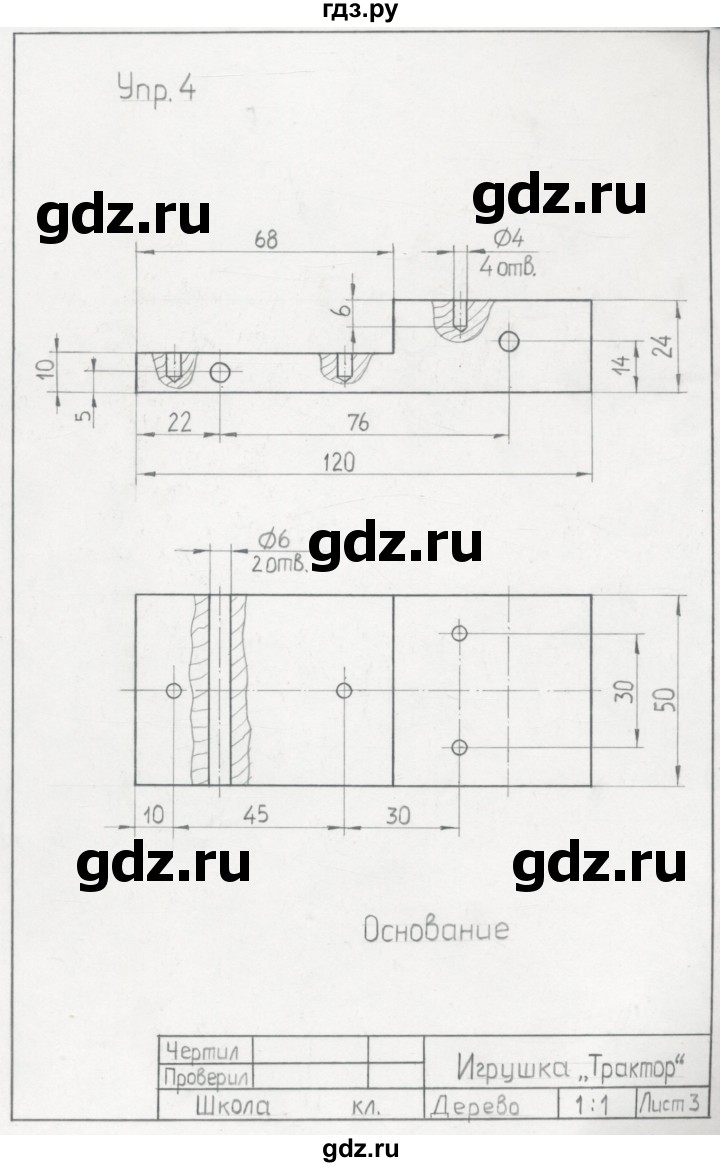 гдз.ру
Упр. 4
gdz.ru
gdz.ru
68
Ø4
4 отв.
6
10
5
14
24
22
76
120
Ø6
2 отв.
gdz.ru
30
50
10
45
30
gdz.ru
gdz.ru
Основание
Чертил
Проверил
Игрушка „Трактор“
Школа кл.
Дерево
1:1
Лист 3
gdz.ru